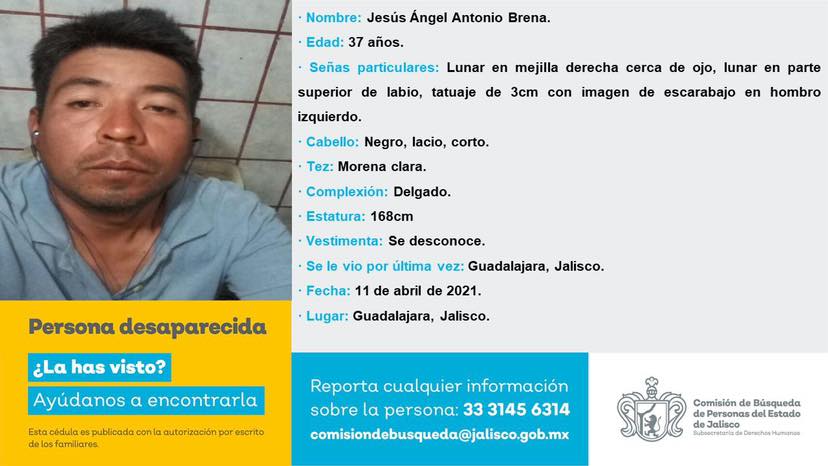 · Nombre: Jesús Ángel Antonio Brena.
· Edad: 37 años.
· Señas particulares: Lunar en mejilla derecha cerca de ojo, lunar en parte
superior de labio, tatuaje de 3cm con imagen de escarabajo en hombro
izquierdo.
· Cabello: Negro, lacio, corto.
· Tez: Morena clara.
· Complexión: Delgado.
· Estatura: 168cm
· Vestimenta: Se desconoce.
· Se le vio por última vez: Guadalajara, Jalisco.
· Fecha: 11 de abril de 2021.
· Lugar: Guadalajara, Jalisco.
Persona desaparecida
¿La has visto?
Ayúdanos a encontrarla
Esta cédula es publicada con la autorización por escrito
de los familiares.
Reporta cualquier información
sobre la persona: 33 3145 6314
comisiondebusqueda@jalisco.gob.mx
Comisión de Búsqueda
de Personas del Estado
de Jalisco
Subsecretaría de Derechos Humanos